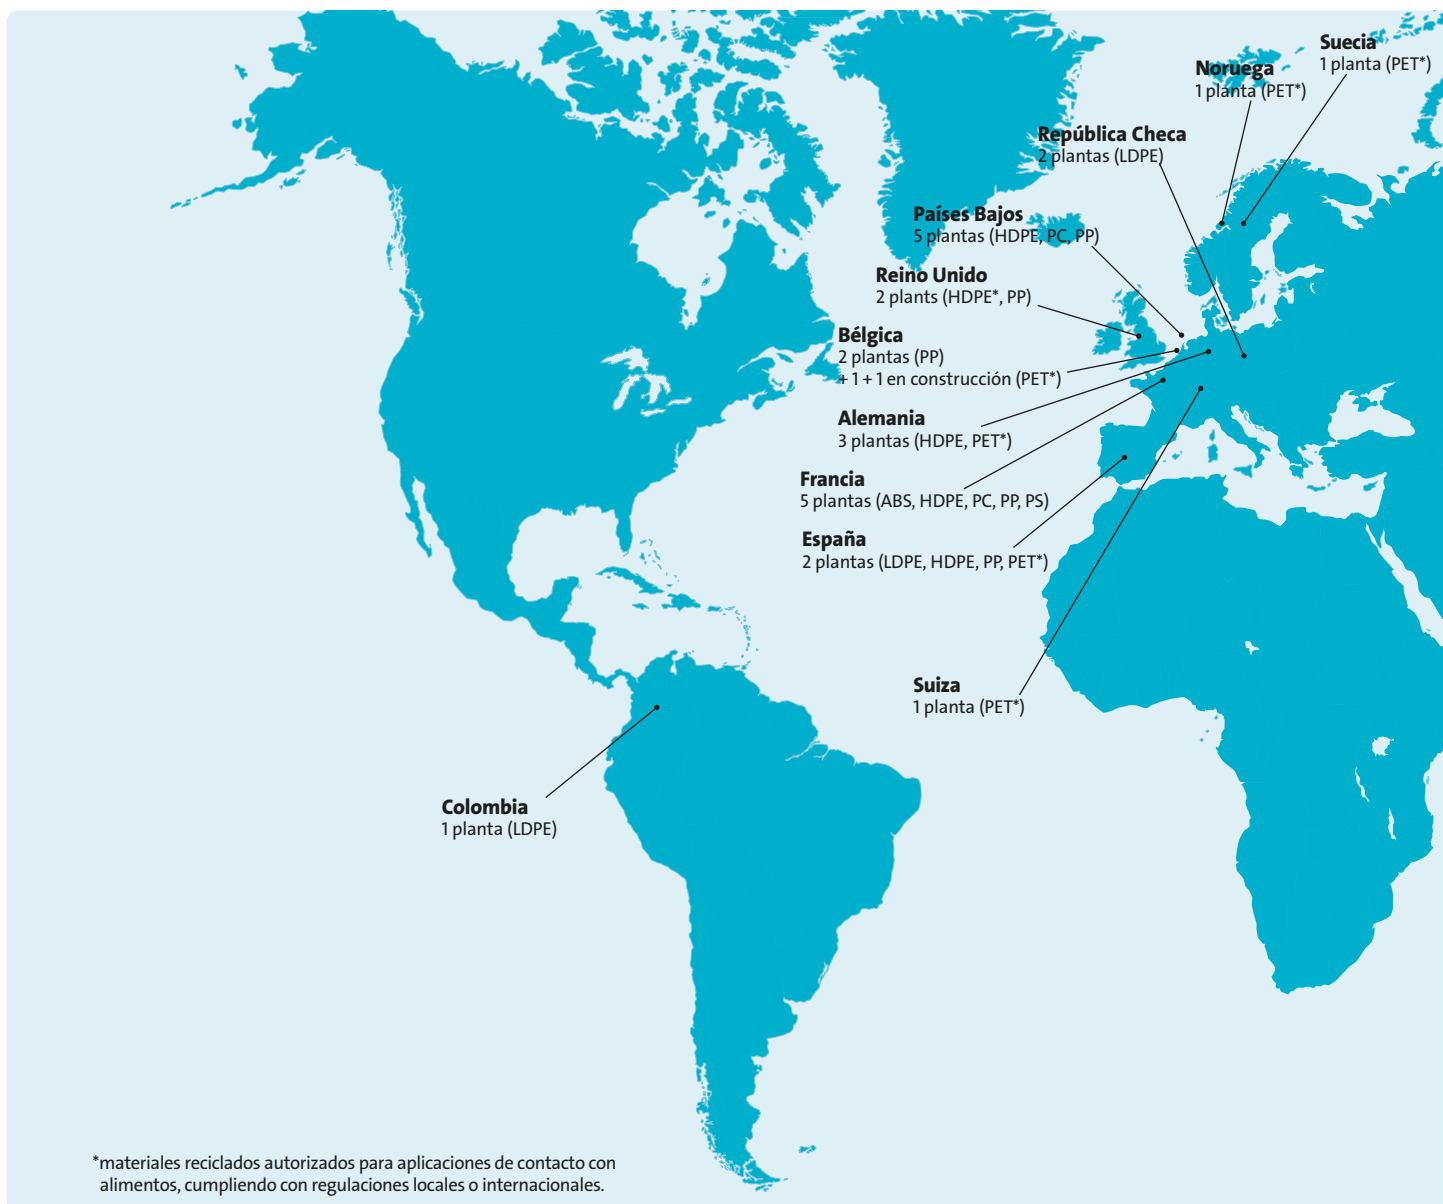 Suecia
1 planta (PET*)
Noruega
1 planta (PET*)
República Checa
2 plantas (LDPE)
Países Bajos
5 plantas (HDPE, PC, PP)
Reino Unido
2 plants (HDPE*, PP)
Bélgica
2 plantas (PP)
+ 1 + 1 en construcción (PET*)
Alemania
3 plantas (HDPE, PET*)
Francia
5 plantas (ABS, HDPE, PC, PP, PS)
España
2 plantas (LDPE, HDPE, PP, PET*)
Suiza
1 planta (PET*)
Colombia
1 planta (LDPE)
*materiales reciclados autorizados para aplicaciones de contacto con
alimentos, cumpliendo con regulaciones locales o internacionales.